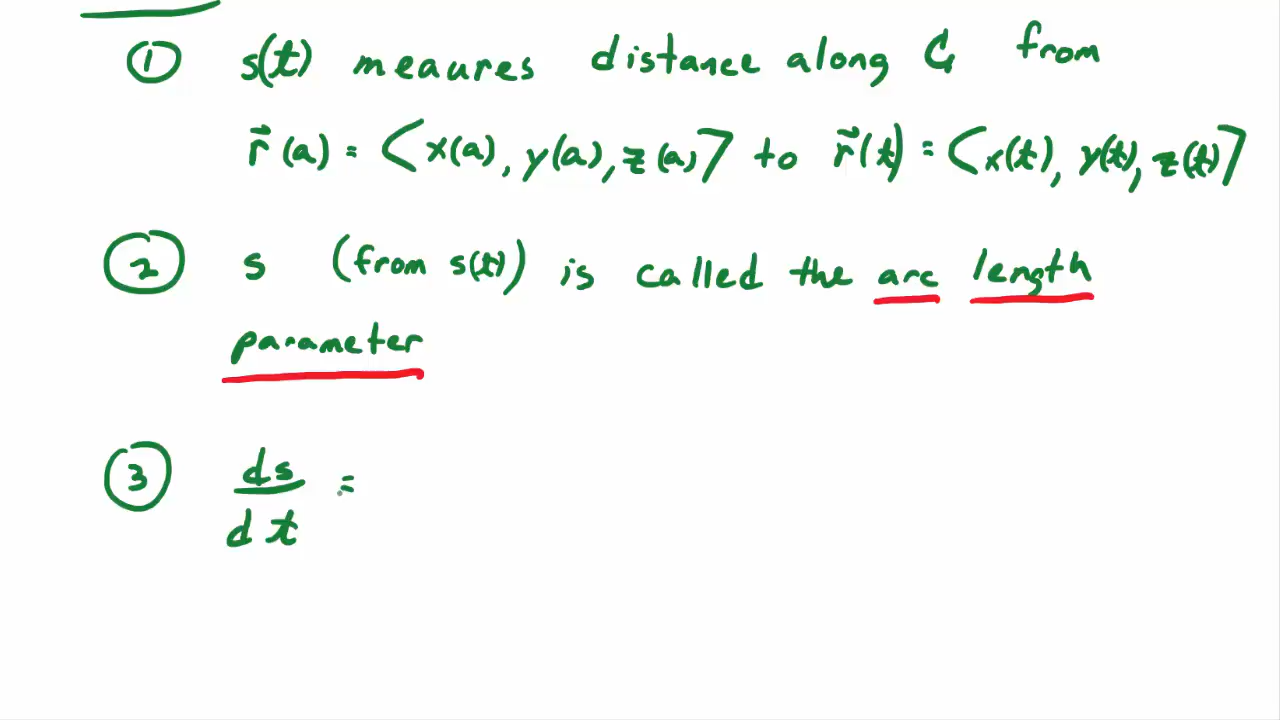 ① s(t) meaures distance along C from
r⃗(a) = ⟨x(a), y(a), z(a)⟩ to r⃗(t) = ⟨x(t), y(t), z(t)⟩
② s (from s(t)) is called the arc length
parameter
③ ds/dt =